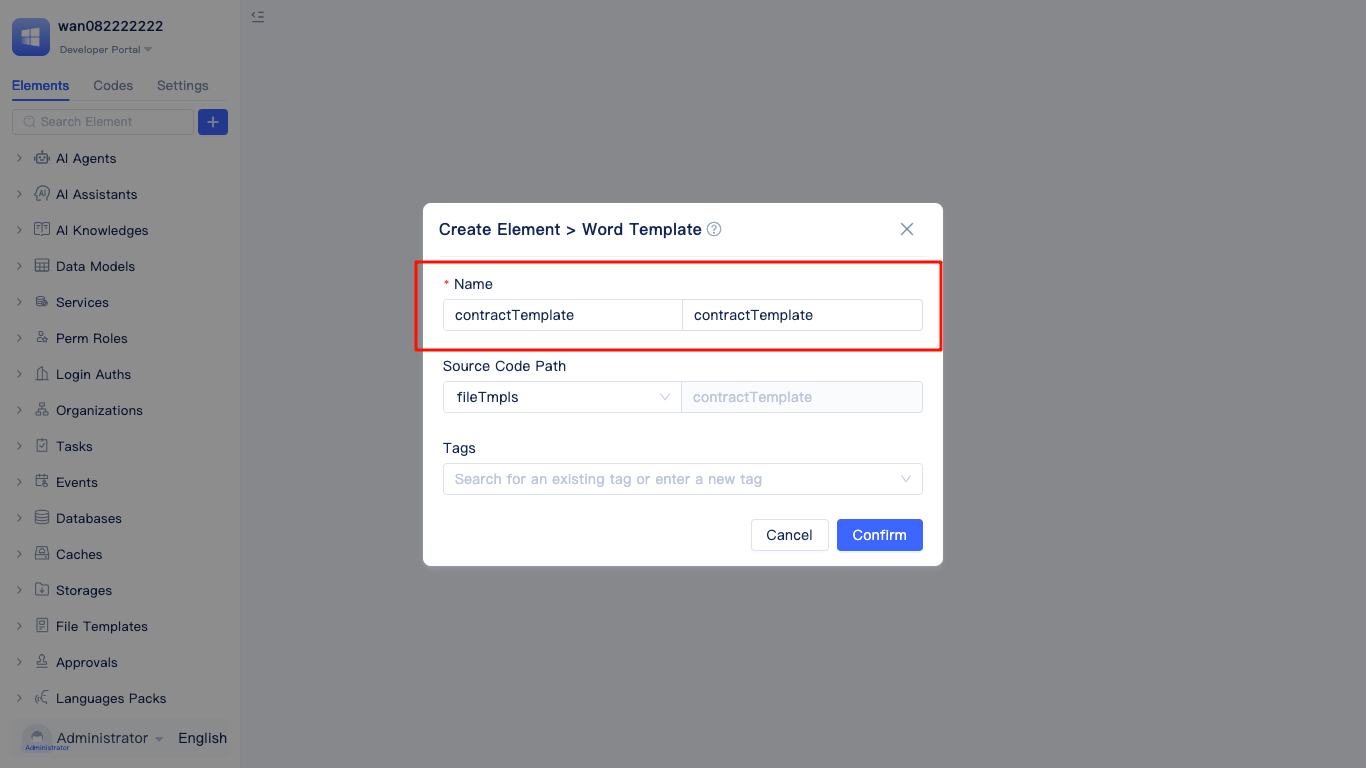 wan082222222
Developer Portal
Elements Codes Settings
Search Element
AI Agents
AI Assistants
AI Knowledges
Data Models
Services
Perm Roles
Login Auths
Organizations
Tasks
Events
Databases
Caches
Storages
File Templates
Approvals
Languages Packs
Administrator English
Administrator
Create Element > Word Template
* Name
contractTemplate contractTemplate
Source Code Path
fileTmpls contractTemplate
Tags
Search for an existing tag or enter a new tag
Cancel Confirm